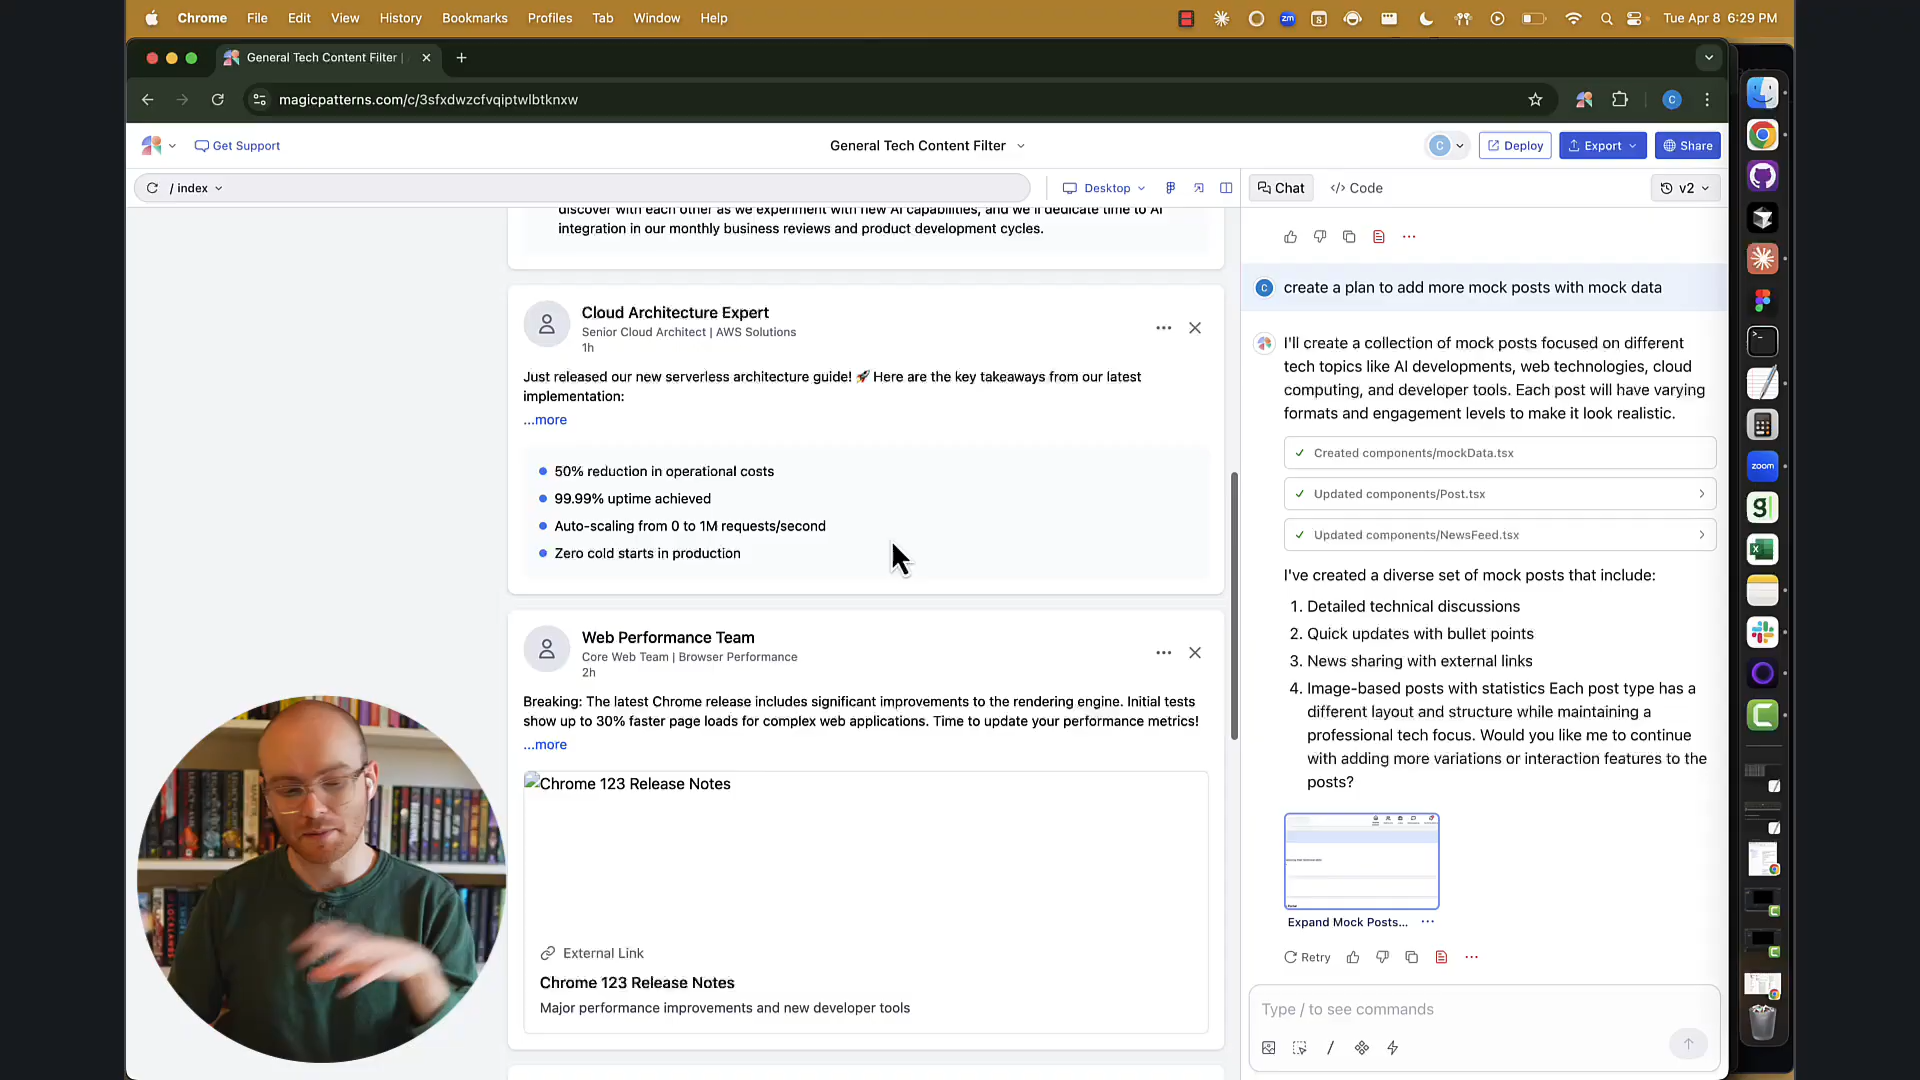 Chrome File Edit View History Bookmarks Profiles Tab Window Help
zm
8
Tue Apr 8 6:29 PM
General Tech Content Filter |
magicpatterns.com/c/3sfxdwzcfvqiptwlbtknxw
C
Get Support
General Tech Content Filter
C
Deploy
Export
Share
/ index
Desktop
Chat
Code
v2
discover with each other as we experiment with new AI capabilities, and we'll dedicate time to AI
integration in our monthly business reviews and product development cycles.
Cloud Architecture Expert
Senior Cloud Architect | AWS Solutions
1h
Just released our new serverless architecture guide! 🚀 Here are the key takeaways from our latest
implementation:
...more
50% reduction in operational costs
99.99% uptime achieved
Auto-scaling from 0 to 1M requests/second
Zero cold starts in production
Web Performance Team
Core Web Team | Browser Performance
2h
Breaking: The latest Chrome release includes significant improvements to the rendering engine. Initial tests
show up to 30% faster page loads for complex web applications. Time to update your performance metrics!
...more
Chrome 123 Release Notes
External Link
Chrome 123 Release Notes
Major performance improvements and new developer tools
C
create a plan to add more mock posts with mock data
I'll create a collection of mock posts focused on different
tech topics like AI developments, web technologies, cloud
computing, and developer tools. Each post will have varying
formats and engagement levels to make it look realistic.
Created components/mockData.tsx
Updated components/Post.tsx
Updated components/NewsFeed.tsx
I've created a diverse set of mock posts that include:
1. Detailed technical discussions
2. Quick updates with bullet points
3. News sharing with external links
4. Image-based posts with statistics Each post type has a
different layout and structure while maintaining a
professional tech focus. Would you like me to continue
with adding more variations or interaction features to the
posts?
Expand Mock Posts...
Retry
Type / to see commands
zoom
g